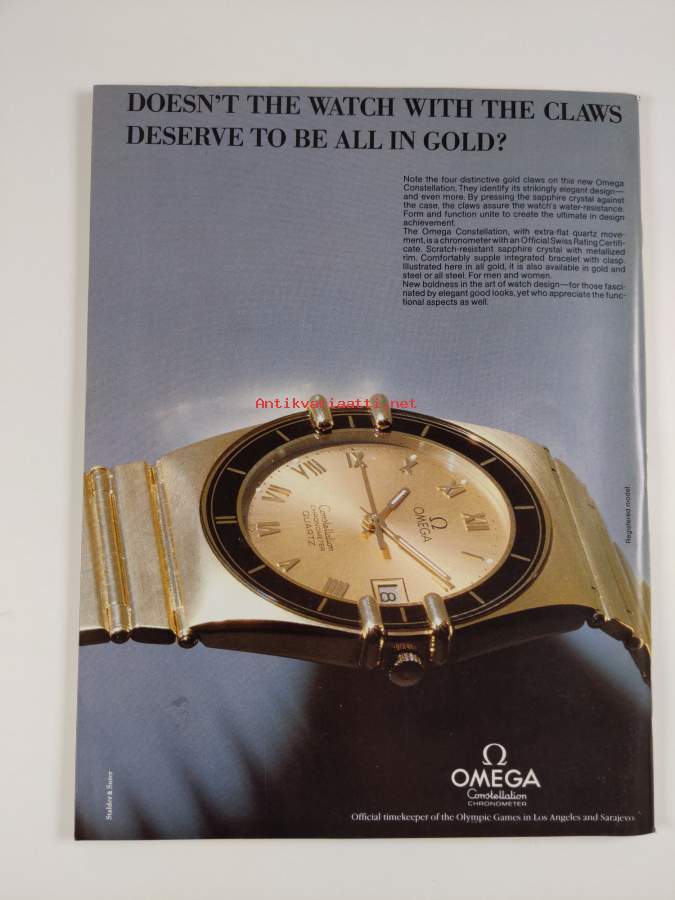 DOESN'T THE WATCH WITH THE CLAWS
DESERVE TO BE ALL IN GOLD?
Note the four distinctive gold claws on this new Omega
Constellation. They identify its strikingly elegant design—
and even more. By pressing the sapphire crystal against
the case, the claws assure the watch's water-resistance.
Form and function unite to create the ultimate in design
achievement.
The Omega Constellation, with extra-flat quartz move-
ment, is a chronometer with an Official Swiss Rating Certifi-
cate. Scratch-resistant sapphire crystal with metallized
rim. Comfortably supple integrated bracelet with clasp.
Illustrated here in all gold, it is also available in gold and
steel or all steel. For men and women.
New boldness in the art of watch design—for those fasci-
nated by elegant good looks, yet who appreciate the func-
tional aspects as well.
Antikvariaatti.net
VIII
VII
IX
X
XI
XII
Ω
OMEGA
Constellation
CHRONOMETER
QUARTZ
18
Registered model.
Stalder & Suter
Ω
OMEGA
Constellation
CHRONOMETER
Official timekeeper of the Olympic Games in Los Angeles and Sarajevo